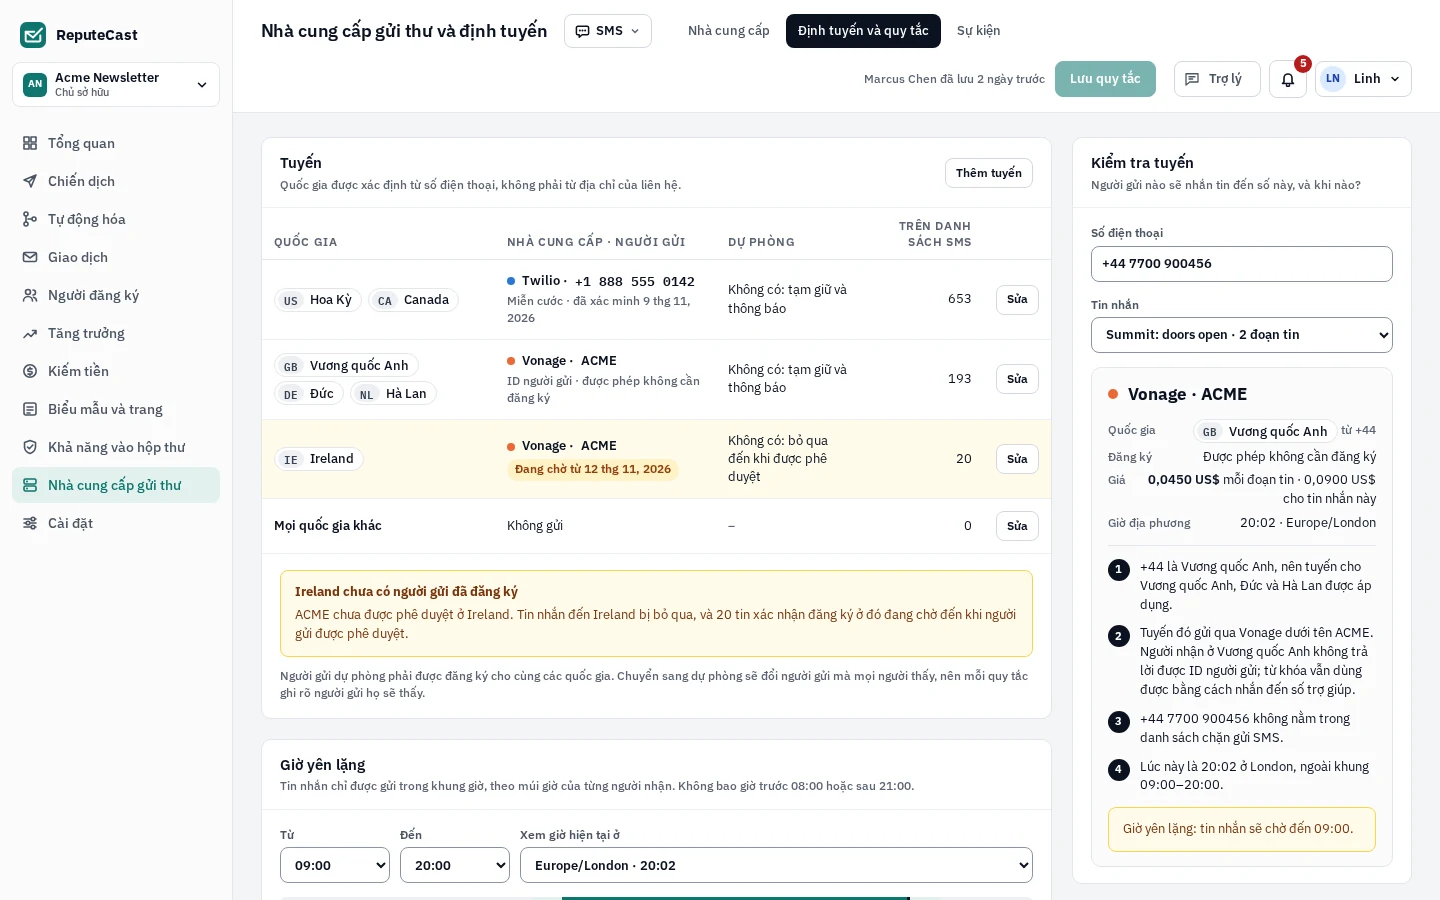 ReputeCast
AN
Acme Newsletter
Chủ sở hữu
Tổng quan
Chiến dịch
Tự động hóa
Giao dịch
Người đăng ký
Tăng trưởng
Kiếm tiền
Biểu mẫu và trang
Khả năng vào hộp thư
Nhà cung cấp gửi thư
Cài đặt
Nhà cung cấp gửi thư và định tuyến
SMS
Nhà cung cấp
Định tuyến và quy tắc
Sự kiện
Marcus Chen đã lưu 2 ngày trước
Lưu quy tắc
Trợ lý
5
LN
Linh
Tuyến
Quốc gia được xác định từ số điện thoại, không phải từ địa chỉ của liên hệ.
Thêm tuyến
QUỐC GIA
NHÀ CUNG CẤP · NGƯỜI GỬI
DỰ PHÒNG
TRÊN DANH
SÁCH SMS
US Hoa Kỳ
CA Canada
Twilio · +1 888 555 0142
Miễn cước · đã xác minh 9 thg 11,
2026
Không có: tạm giữ và
thông báo
653
Sửa
GB Vương quốc Anh
DE Đức
NL Hà Lan
Vonage · ACME
ID người gửi · được phép không cần
đăng ký
Không có: tạm giữ và
thông báo
193
Sửa
IE Ireland
Vonage · ACME
Đang chờ từ 12 thg 11, 2026
Không có: bỏ qua
đến khi được phê
duyệt
20
Sửa
Mọi quốc gia khác
Không gửi
–
0
Sửa
Ireland chưa có người gửi đã đăng ký
ACME chưa được phê duyệt ở Ireland. Tin nhắn đến Ireland bị bỏ qua, và 20 tin xác nhận đăng ký ở đó đang chờ đến khi người
gửi được phê duyệt.
Người gửi dự phòng phải được đăng ký cho cùng các quốc gia. Chuyển sang dự phòng sẽ đổi người gửi mà mọi người thấy, nên mỗi quy tắc
ghi rõ người gửi họ sẽ thấy.
Giờ yên lặng
Tin nhắn chỉ được gửi trong khung giờ, theo múi giờ của từng người nhận. Không bao giờ trước 08:00 hoặc sau 21:00.
Từ
Đến
Xem giờ hiện tại ở
09:00
20:00
Europe/London · 20:02
Kiểm tra tuyến
Người gửi nào sẽ nhắn tin đến số này, và khi nào?
Số điện thoại
+44 7700 900456
Tin nhắn
Summit: doors open · 2 đoạn tin
Vonage · ACME
Quốc gia
GB Vương quốc Anh từ +44
Đăng ký
Được phép không cần đăng ký
Giá
0,0450 US$ mỗi đoạn tin · 0,0900 US$
cho tin nhắn này
Giờ địa phương
20:02 · Europe/London
1
+44 là Vương quốc Anh, nên tuyến cho
Vương quốc Anh, Đức và Hà Lan được áp
dụng.
2
Tuyến đó gửi qua Vonage dưới tên ACME.
Người nhận ở Vương quốc Anh không trả
lời được ID người gửi; từ khóa vẫn dùng
được bằng cách nhắn đến số trợ giúp.
3
+44 7700 900456 không nằm trong
danh sách chặn gửi SMS.
4
Lúc này là 20:02 ở London, ngoài khung
09:00–20:00.
Giờ yên lặng: tin nhắn sẽ chờ đến 09:00.